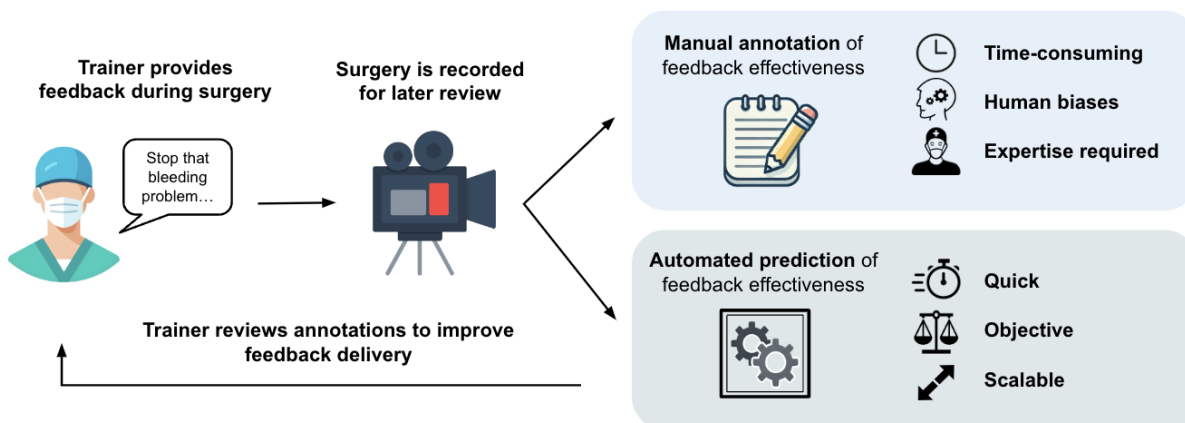 Trainer provides
feedback during surgery
Stop that
bleeding
problem…
Surgery is recorded
for later review
Manual annotation of
feedback effectiveness
Time-consuming
Human biases
Expertise required
Automated prediction of
feedback effectiveness
Quick
Objective
Scalable
Trainer reviews annotations to improve
feedback delivery